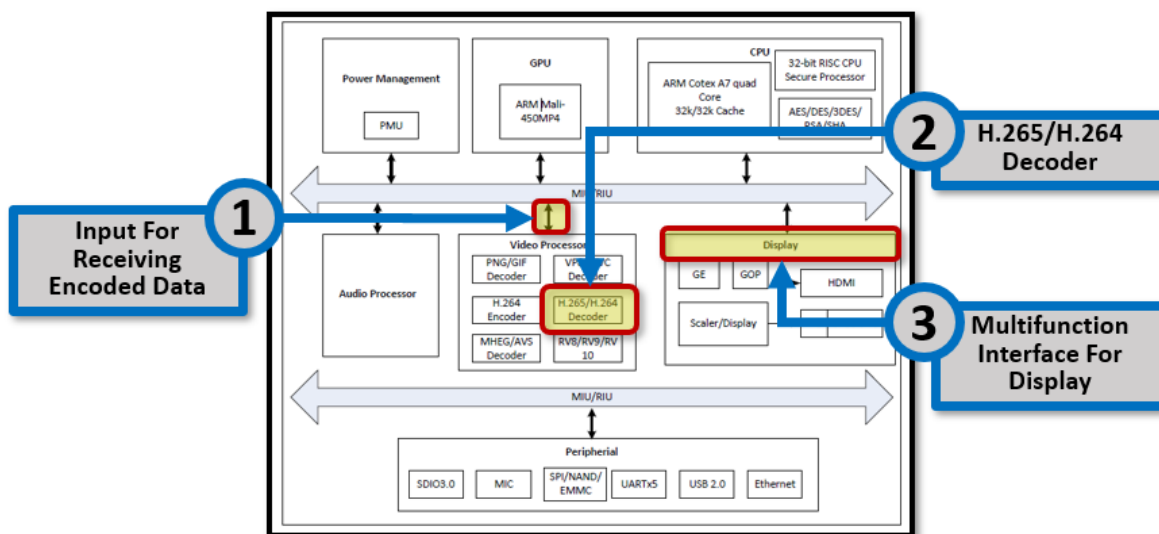 Power Management
PMU
GPU
ARM Mali-
450MP4
CPU
ARM Cotex A7 quad
Core
32k/32k Cache
32-bit RISC CPU
Secure Processor
AES/DES/3DES/
RSA/SHA
2
H.265/H.264
Decoder
MIU/RIU
1
Input For
Receiving
Encoded Data
Audio Processor
Video Processor
PNG/GIF
Decoder
Decoder
H.264
Encoder
H.265/H.264
Decoder
MHEG/AVS
Decoder
RV8/RV9/RV
10
Display
GE
GOP
HDMI
Scaler/Display
3
Multifunction
Interface For
Display
MIU/RIU
Peripherial
SDIO3.0
MIC
SPI/NAND/
EMMC
UARTx5
USB 2.0
Ethernet